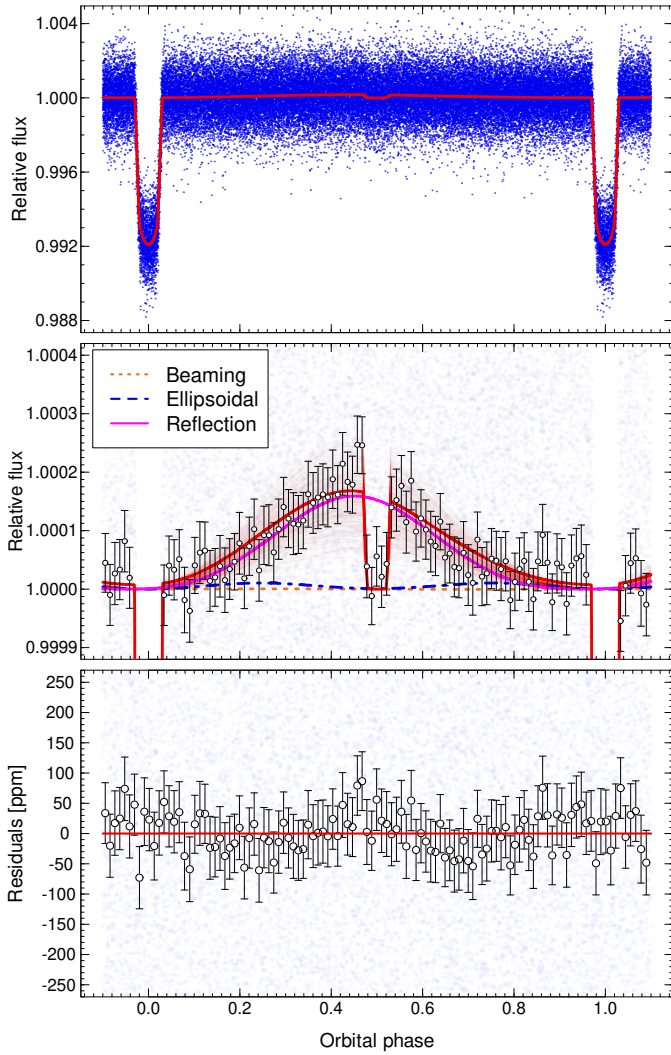 1.004
1.000
0.996
0.992
0.988
Relative flux
1.0004
1.0003
1.0002
1.0001
1.0000
0.9999
Relative flux
Beaming
Ellipsoidal
Reflection
250
200
150
100
50
0
-50
-100
-150
-200
-250
Residuals [ppm]
0.0 0.2 0.4 0.6 0.8 1.0
Orbital phase